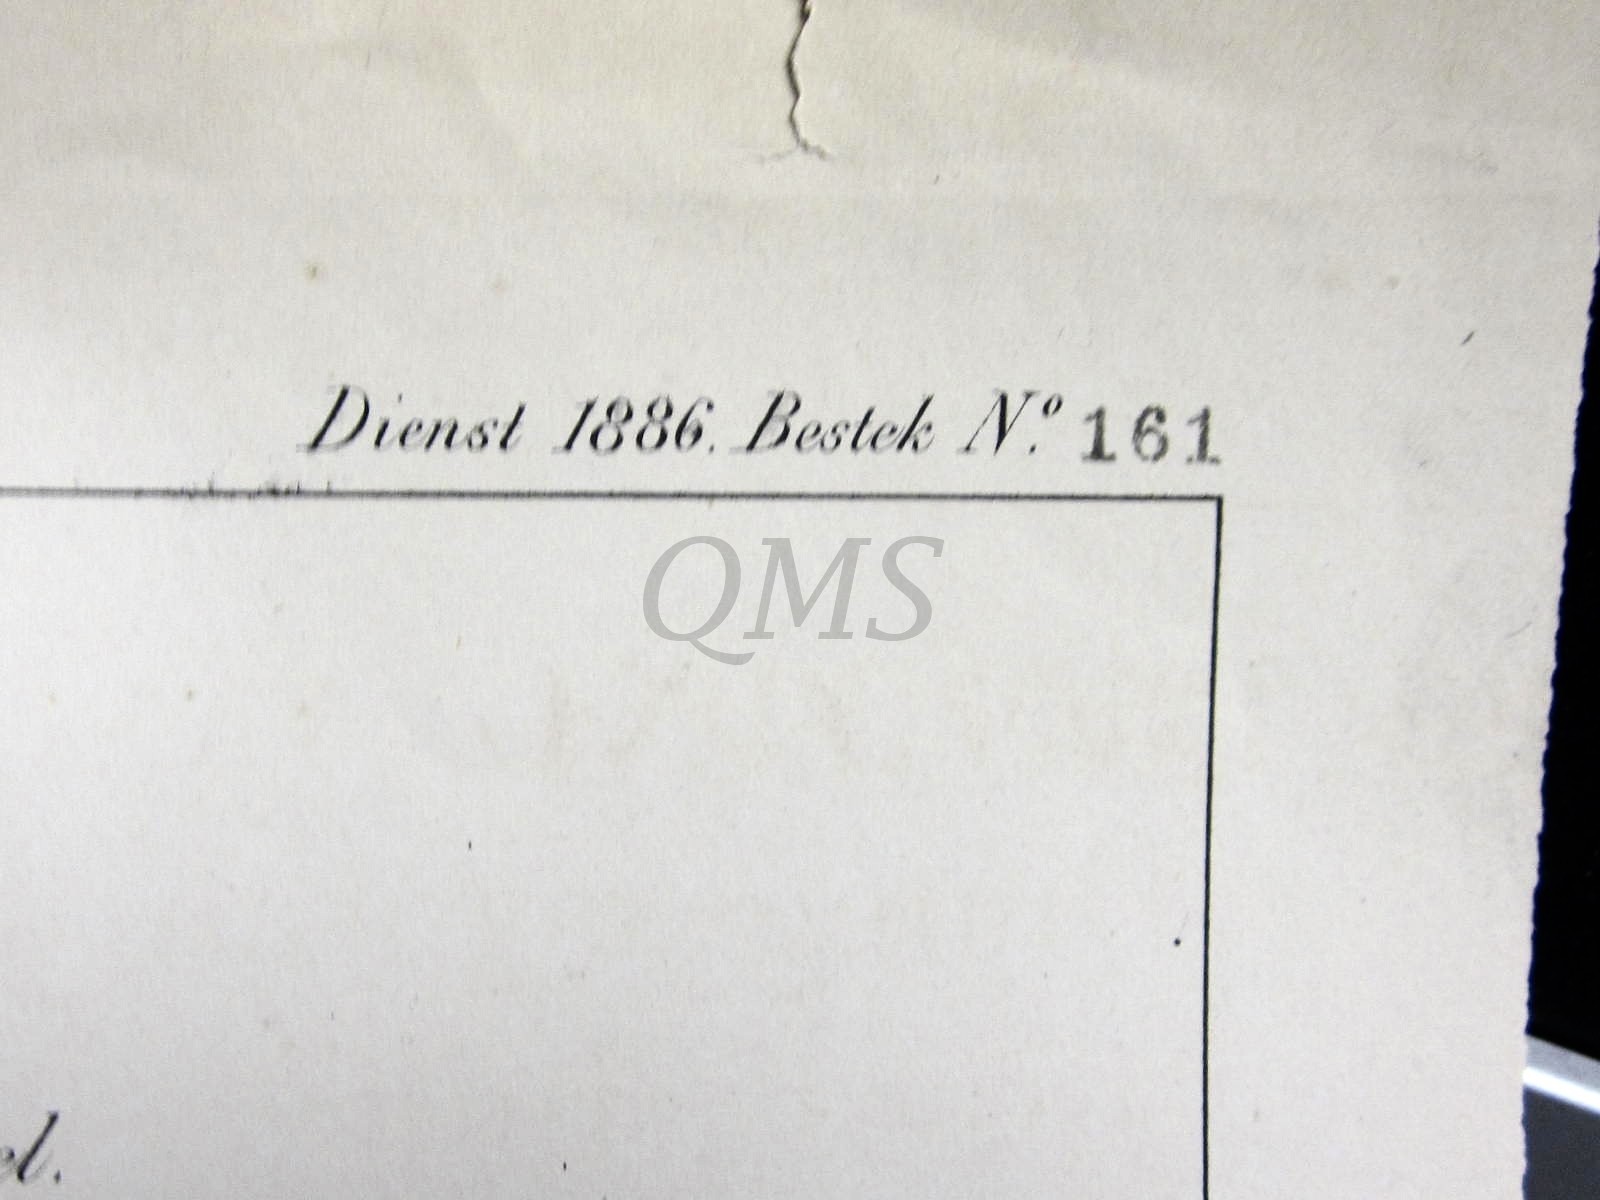 Dienst 1886. Bestek N.º 161
QMS